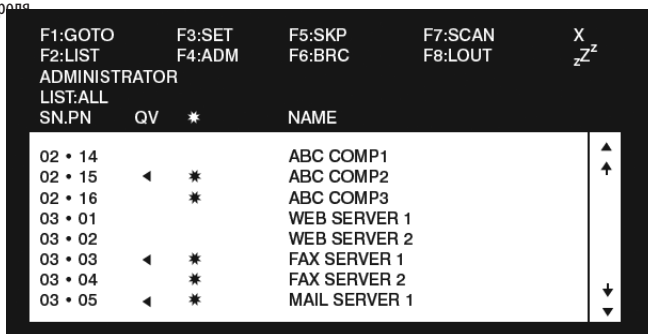 роля
F1:GOTO F3:SET F5:SKP F7:SCAN X
F2:LIST F4:ADM F6:BRC F8:LOUT zZz
ADMINISTRATOR
LIST:ALL
SN.PN QV ✷ NAME
02 • 14 ABC COMP1 ▲
02 • 15 ◄ ✷ ABC COMP2 ↑
02 • 16 ✷ ABC COMP3
03 • 01 WEB SERVER 1
03 • 02 WEB SERVER 2
03 • 03 ◄ ✷ FAX SERVER 1
03 • 04 ✷ FAX SERVER 2 ↓
03 • 05 ◄ ✷ MAIL SERVER 1 ▼